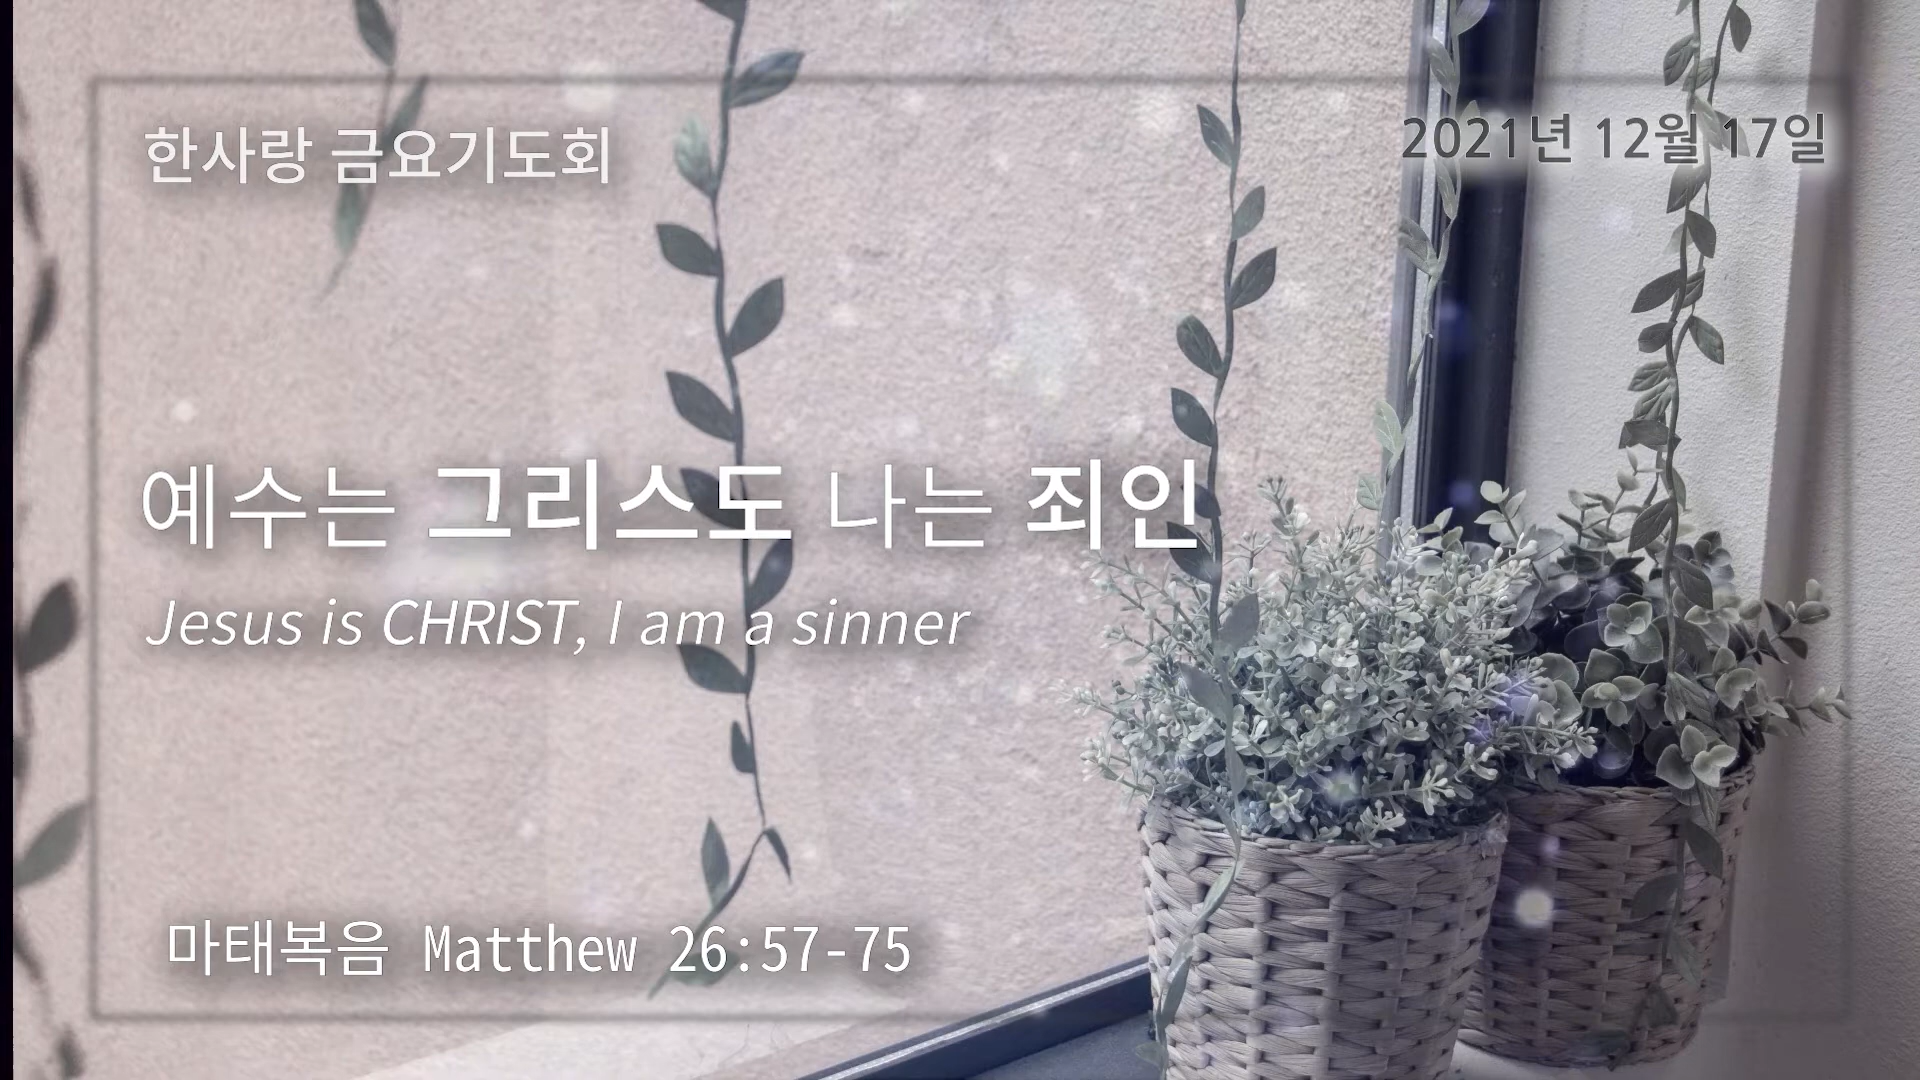 한사랑 금요기도회
2021년 12월 17일
예수는 그리스도 나는 죄인
Jesus is CHRIST, I am a sinner
마태복음 Matthew 26:57-75